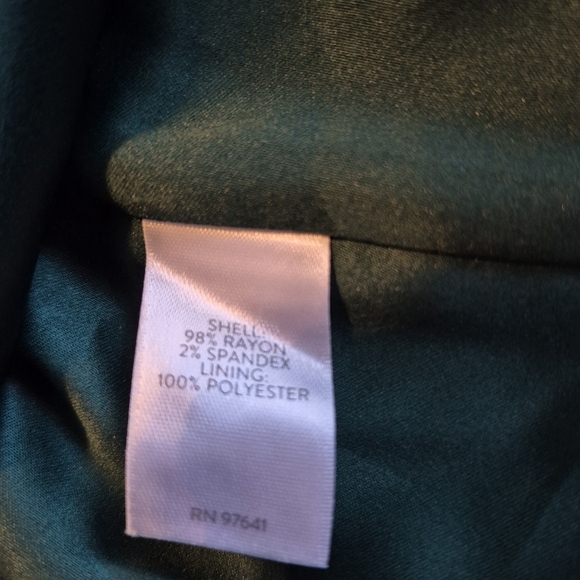 SHELL:
98% RAYON
2% SPANDEX
LINING:
100% POLYESTER
RN 97641